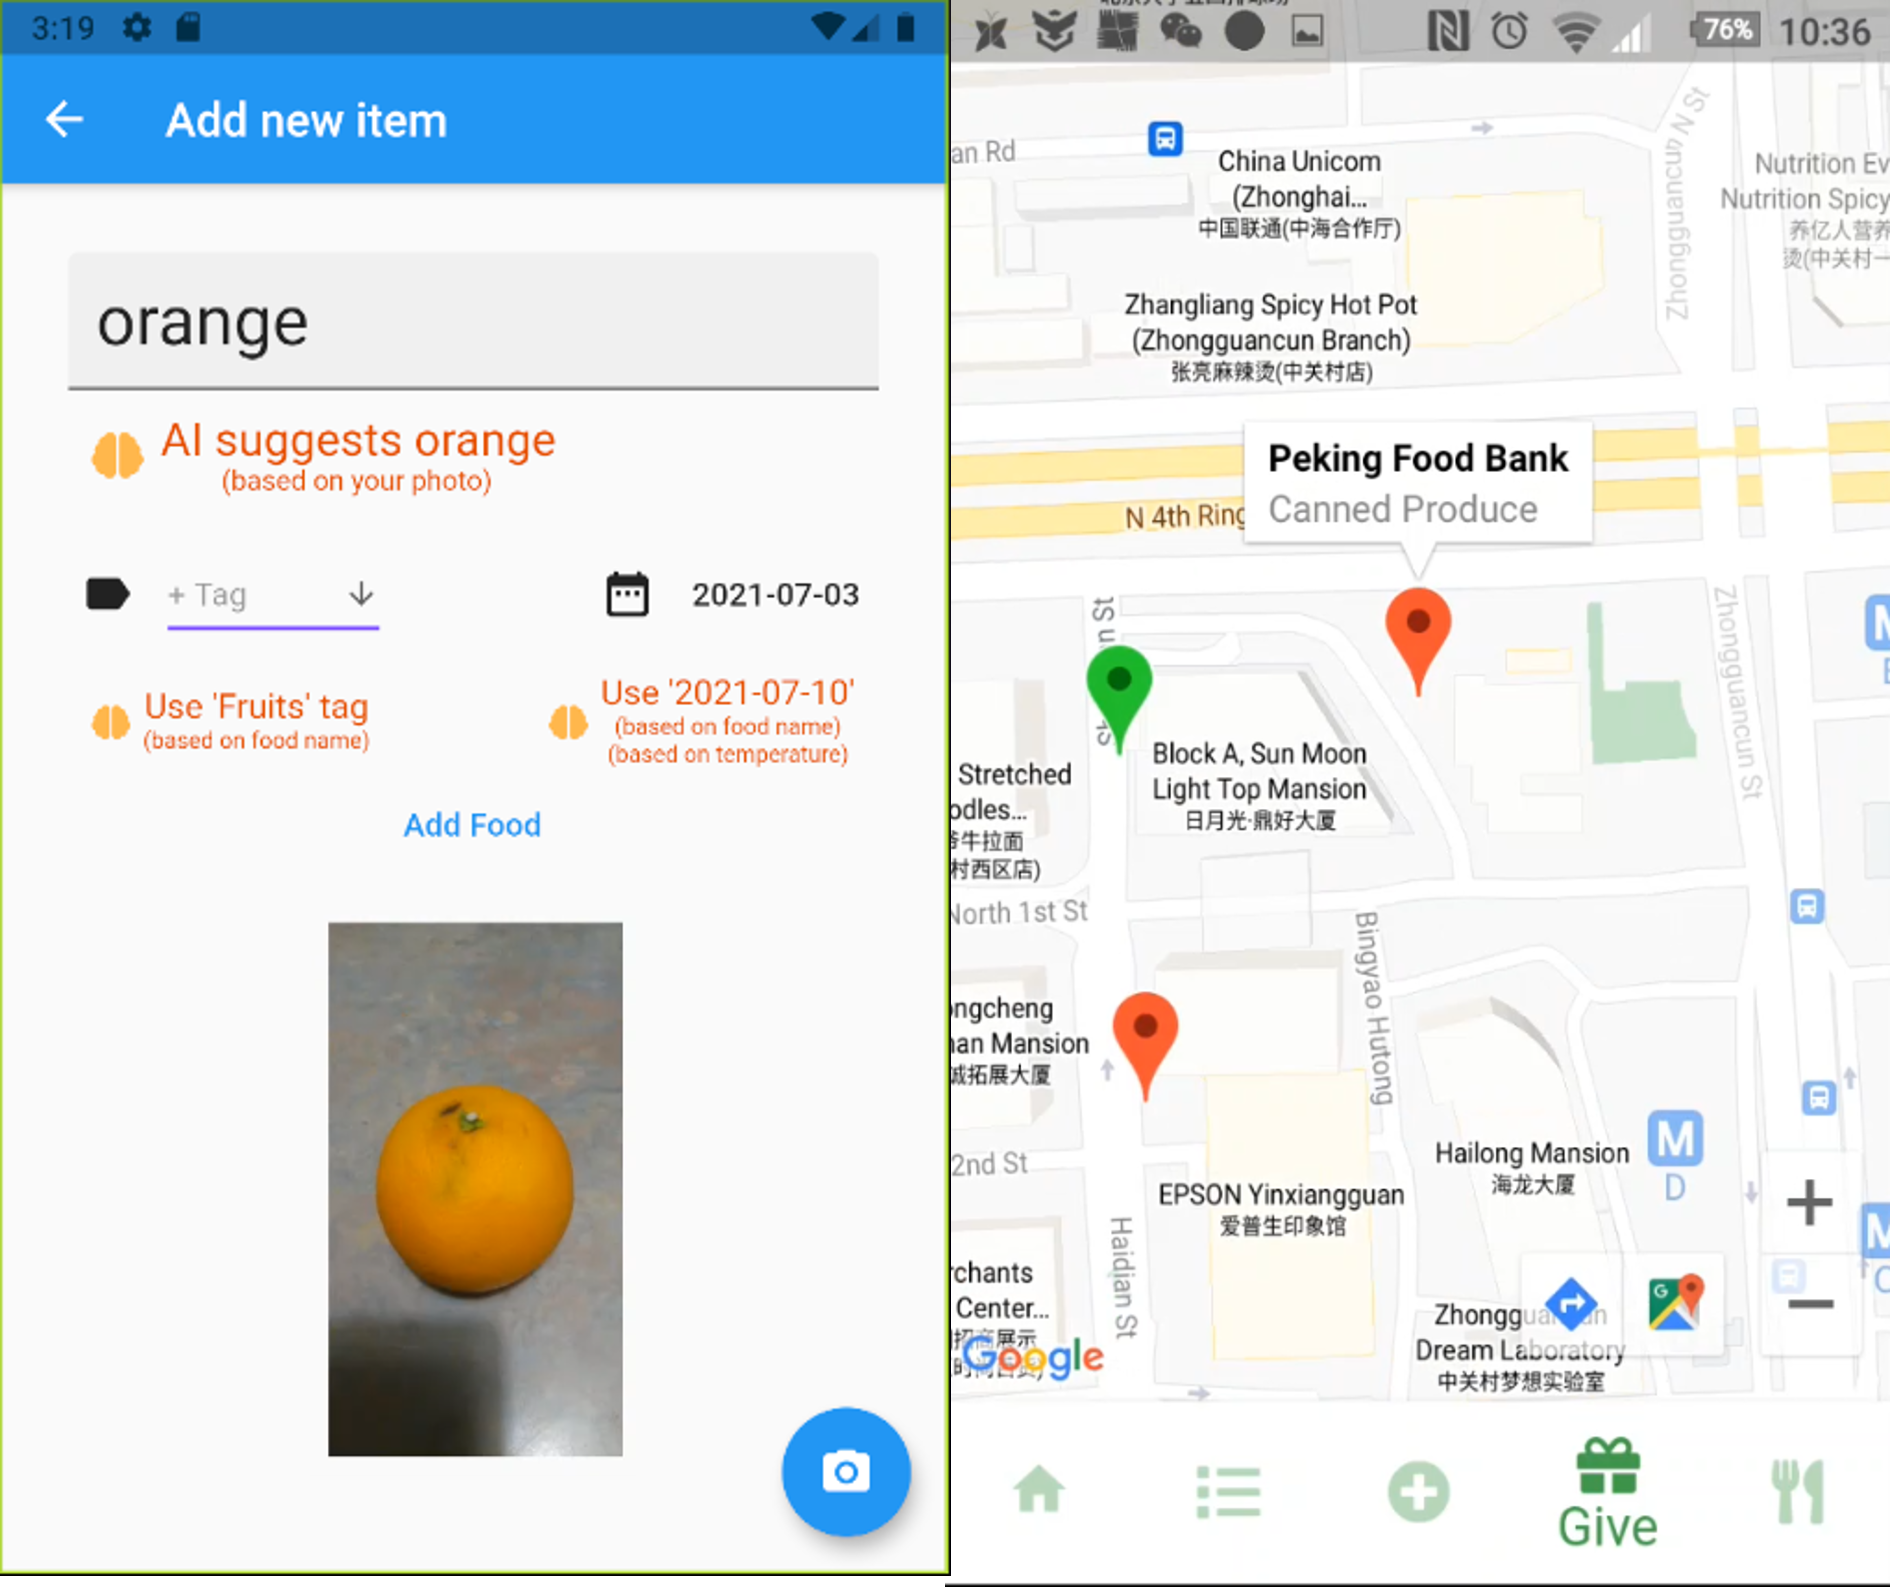 3:19
Add new item
orange
AI suggests orange
(based on your photo)
+ Tag
2021-07-03
Use 'Fruits' tag
(based on food name)
Use '2021-07-10'
(based on food name)
(based on temperature)
Add Food
76%
10:36
an Rd
China Unicom
(Zhonghai...
中国联通(中海合作厅)
Zhongguancun N St
Nutrition Ev
Nutrition Spicy
养亿人营养
烫(中关村一
Zhangliang Spicy Hot Pot
(Zhongguancun Branch)
张亮麻辣烫(中关村店)
Peking Food Bank
Canned Produce
N 4th Ring
Zhongguancun St
Block A, Sun Moon
Light Top Mansion
日月光·鼎好大厦
Stretched
odles...
牛拉面
村西区店)
North 1st St
Bingyao Hutong
ongcheng
an Mansion
诚拓展大厦
2nd St
Hailong Mansion
海龙大厦
M
D
EPSON Yinxiangguan
爱普生印象馆
Haidian St
rchants
Center...
招商展示
Google
Dream Laboratory
中关村梦想实验室
G
+
−
Give